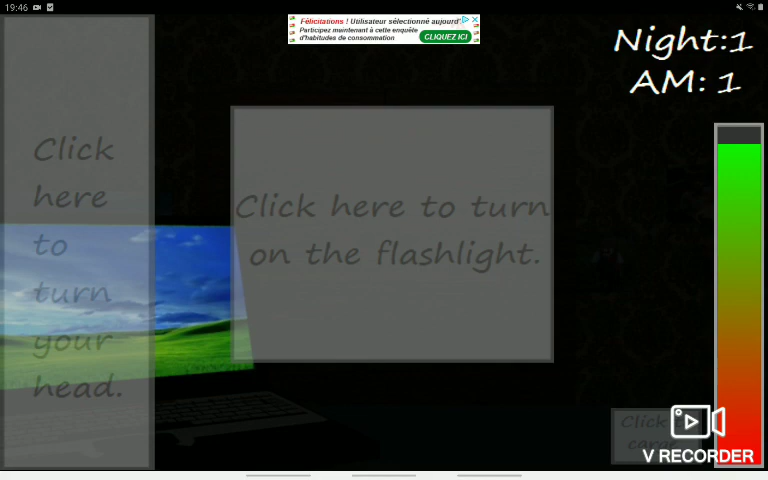 19:46
Félicitations ! Utilisateur sélectionné aujourd'
Participez maintenant à cette enquête
d'habitudes de consommation
CLIQUEZ ICI
Night:1
AM: 1
Click
here
to
turn
your
head.
Click here to turn
on the flashlight.
Click
V RECORDER